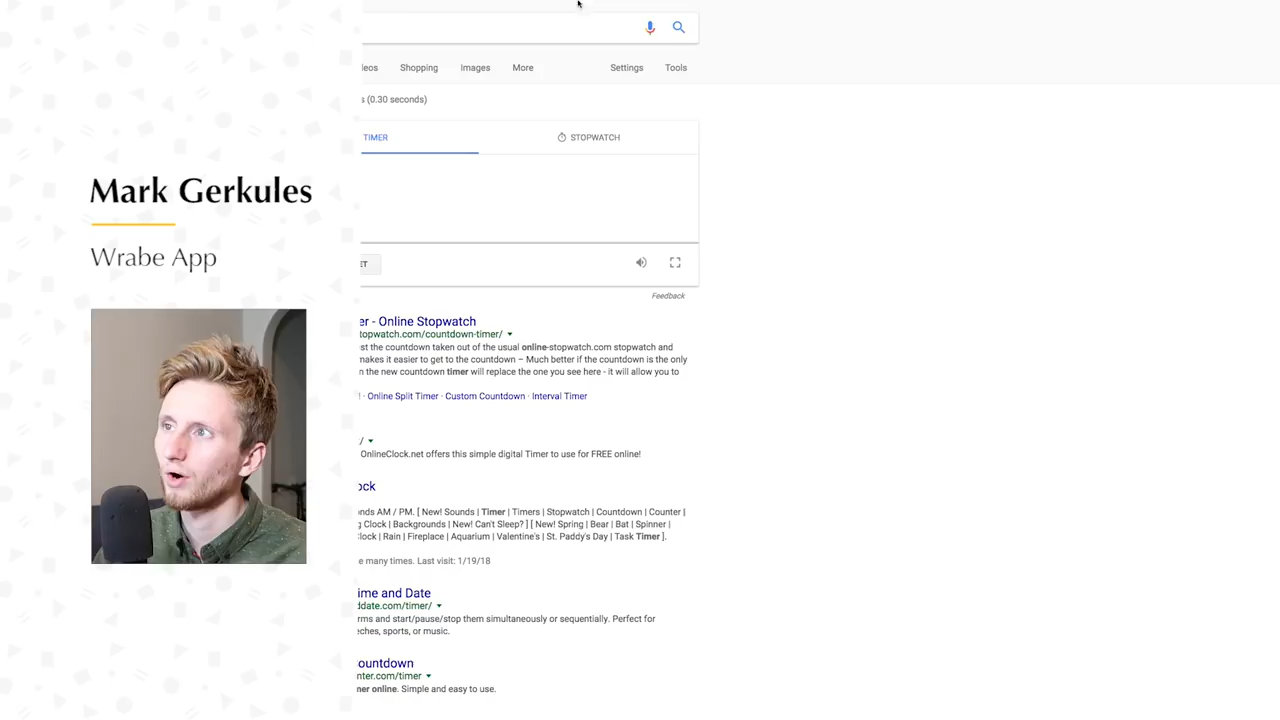 Mark Gerkules
Wrabe App
eos Shopping Images More Settings Tools
(0.30 seconds)
TIMER STOPWATCH
ET
Feedback
er - Online Stopwatch
topwatch.com/countdown-timer/
st the countdown taken out of the usual online-stopwatch.com stopwatch and
makes it easier to get to the countdown – Much better if the countdown is the only
n the new countdown timer will replace the one you see here - it will allow you to
! · Online Split Timer · Custom Countdown · Interval Timer
/
OnlineClock.net offers this simple digital Timer to use for FREE online!
ock
onds AM / PM. [ New! Sounds | Timer | Timers | Stopwatch | Countdown | Counter |
g Clock | Backgrounds | New! Can't Sleep? ] [ New! Spring | Bear | Bat | Spinner |
lock | Rain | Fireplace | Aquarium | Valentine's | St. Paddy's Day | Task Timer ].
e many times. Last visit: 1/19/18
ime and Date
ddate.com/timer/
rms and start/pause/stop them simultaneously or sequentially. Perfect for
eches, sports, or music.
ountdown
nter.com/timer
mer online. Simple and easy to use.